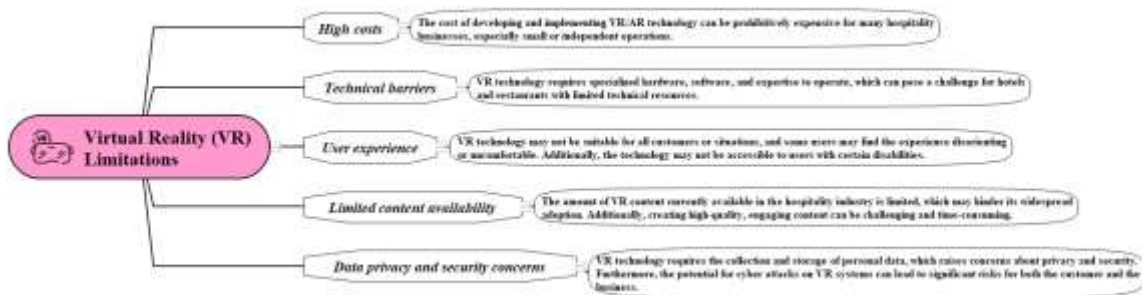 Virtual Reality (VR)
Limitations
High costs
The cost of developing and implementing VR/AR technology can be prohibitively expensive for many hospitality
businesses, especially small or independent operations.
Technical barriers
VR technology requires specialized hardware, software, and expertise to operate, which can pose a challenge for hotels
and restaurants with limited technical resources.
User experience
VR technology may not be suitable for all customers or situations, and some users may find the experience disorienting
or uncomfortable. Additionally, the technology may not be accessible to users with certain disabilities.
Limited content availability
The amount of VR content currently available in the hospitality industry is limited, which may hinder its widespread
adoption. Additionally, creating high-quality, engaging content can be challenging and time-consuming.
Data privacy and security concerns
VR technology requires the collection and storage of personal data, which raises concerns about privacy and security.
Furthermore, the potential for cyber attacks on VR systems can lead to significant risks for both the customer and the
business.